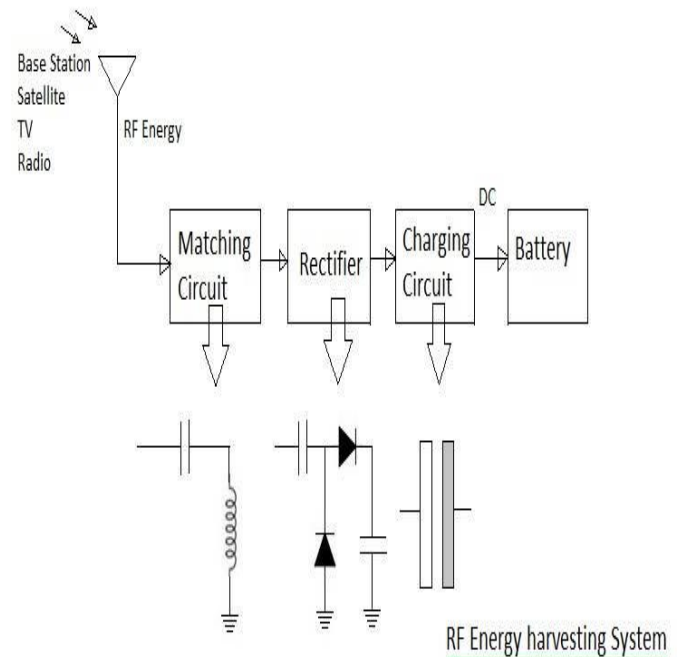 Base Station
Satellite
TV
Radio
RF Energy
Matching
Circuit
Rectifier
Charging
Circuit
DC
Battery
RF Energy harvesting System